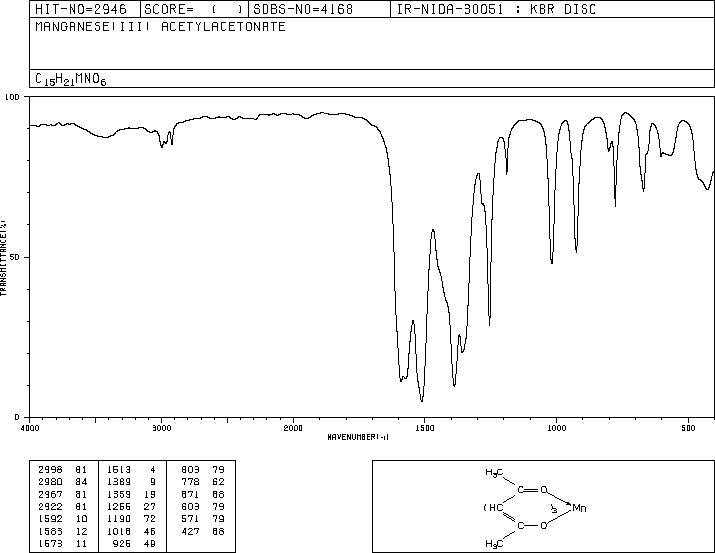 HIT-NO=2946 SCORE= ( ) SDBS-NO=4168 IR-NIDA-30051 : KBR DISC
MANGANESE(III) ACETYLACETONATE
C15H21MNO6
100
50
0
TRANSMITTANCE(%)
4000 3000 2000 1500 1000 500
WAVENUMBER(-1)
2998 81 1513 4 803 79
2980 84 1389 9 778 62
2967 81 1359 19 671 68
2922 81 1255 27 603 79
1592 10 1190 72 571 79
1583 12 1018 46 427 68
1573 11 925 49
H3C
C=O
(HC )3 Mn
C O
H3C